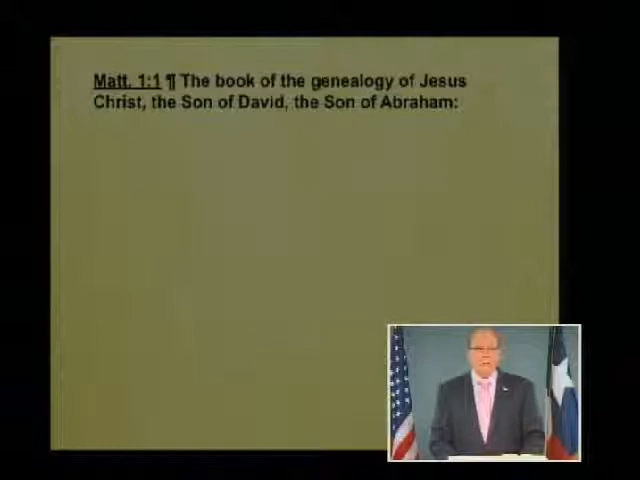 Matt. 1:1 ¶ The book of the genealogy of Jesus
Christ, the Son of David, the Son of Abraham: